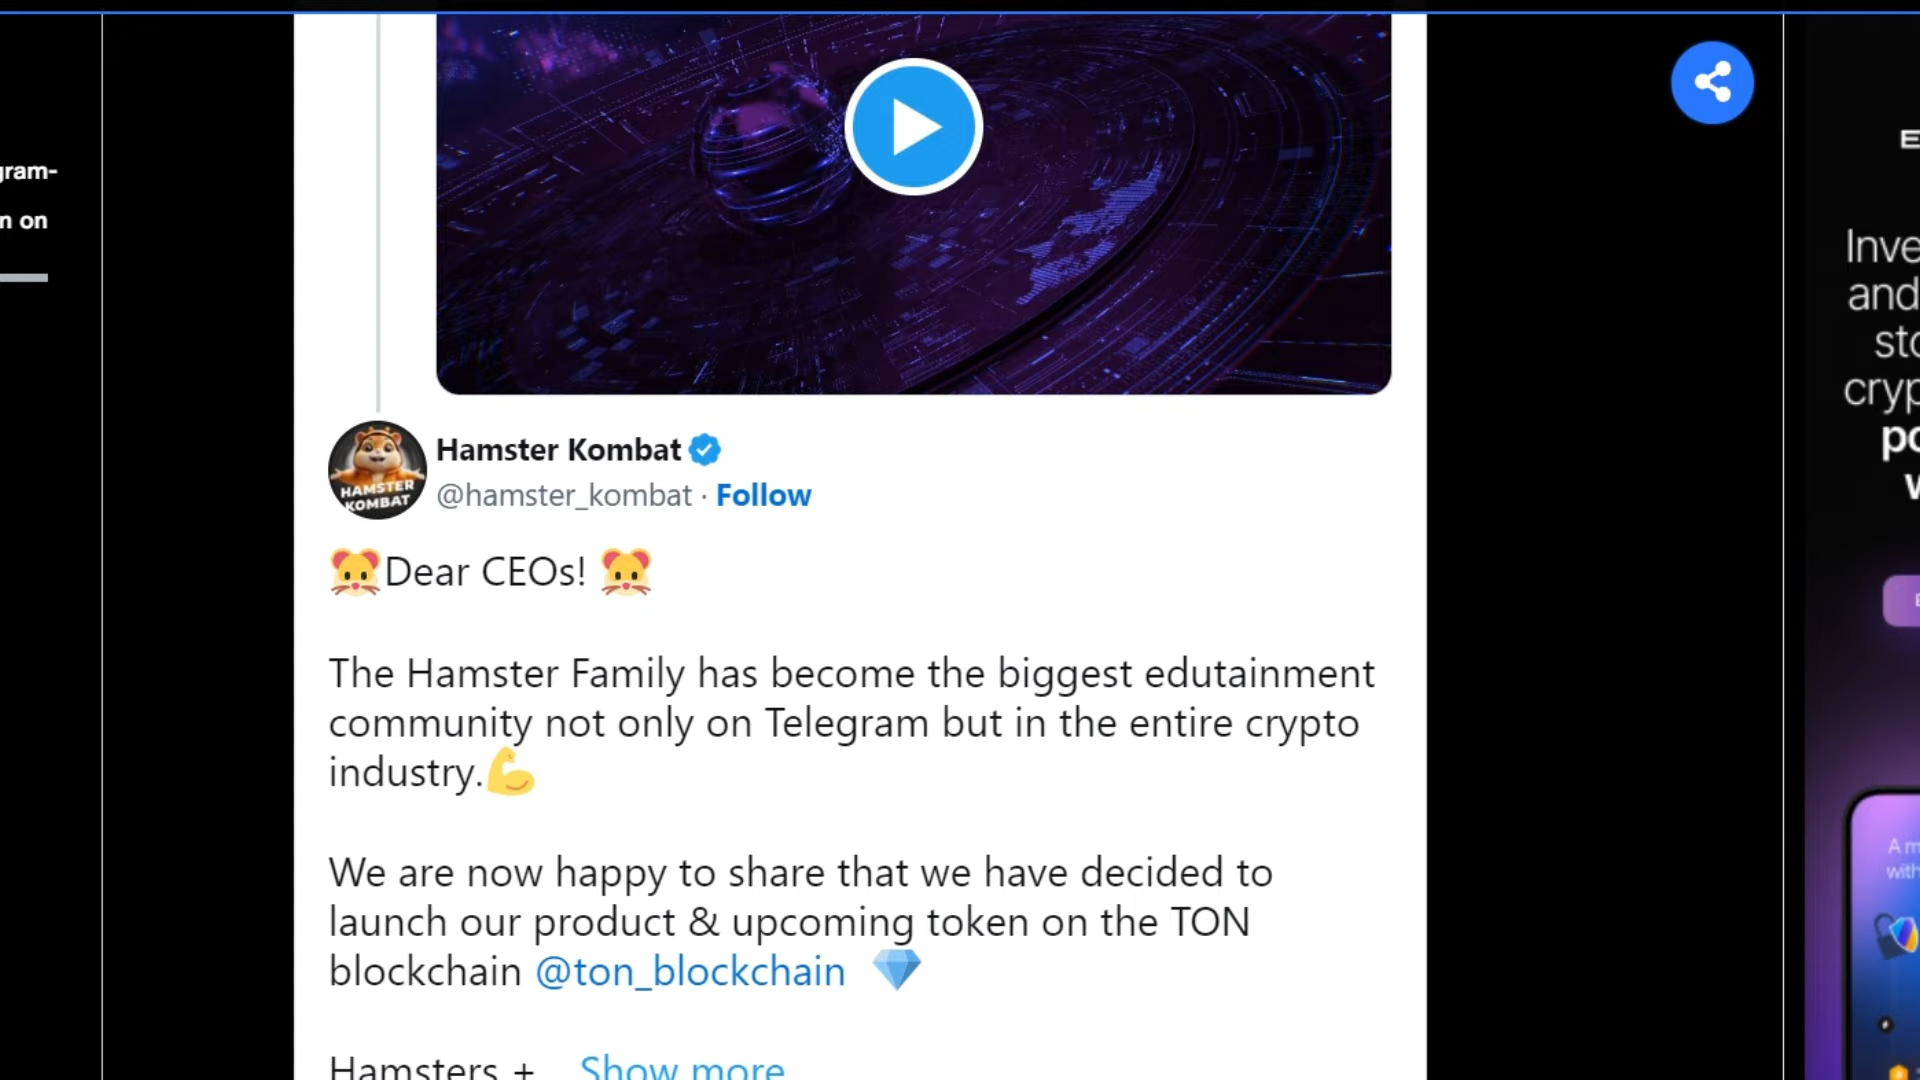 gram-
n on
Hamster Kombat
@hamster_kombat · Follow
HAMSTER
KOMBAT
🐹Dear CEOs! 🐹
The Hamster Family has become the biggest edutainment
community not only on Telegram but in the entire crypto
industry.💪
We are now happy to share that we have decided to
launch our product & upcoming token on the TON
blockchain @ton_blockchain 💎
Hamsters + Show more
E
Inve
and
sto
cryp
po
w
E
A m
with